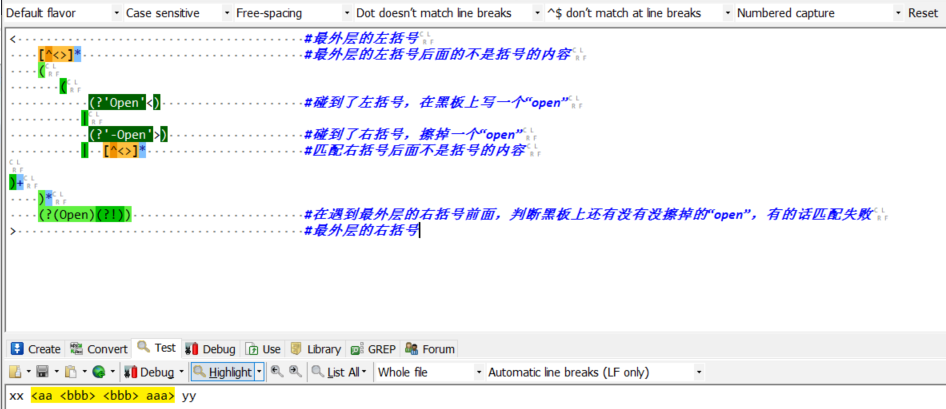 Default flavor Case sensitive Free-spacing Dot doesn't match line breaks ^$ don't match at line breaks Numbered capture Reset
< #最外层的左括号
[^<>]* #最外层的左括号后面的不是括号的内容
(
(
(?'Open'<) #碰到了左括号，在黑板上写一个“open”
|
(?'-Open'>) #碰到了右括号，擦掉一个“open”
| [^<>]* #匹配右括号后面不是括号的内容
)+
)*
(?(Open)(?!)) #在遇到最外层的右括号前面，判断黑板上还有没有没擦掉的“open”，有的话匹配失败
> #最外层的右括号
Create Convert Test Debug Use Library GREP Forum
Debug Highlight List All Whole file Automatic line breaks (LF only)
xx <aa <bbb> <bbb> aaa> yy